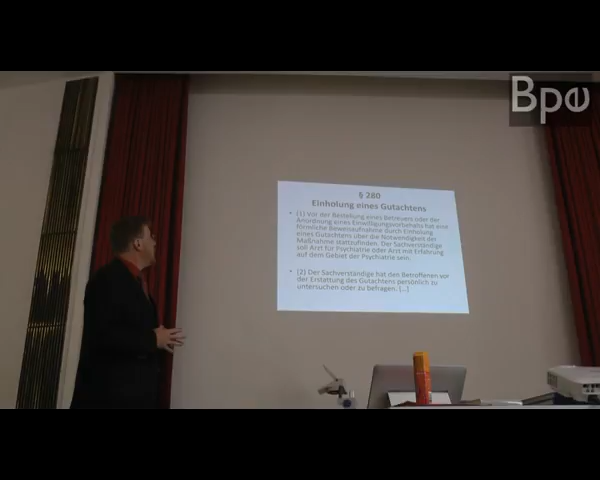 Bpe
§ 280
Einholung eines Gutachtens
• (1) Vor der Bestellung eines Betreuers oder der
Anordnung eines Einwilligungsvorbehalts hat eine
förmliche Beweisaufnahme durch Einholung
eines Gutachtens über die Notwendigkeit der
Maßnahme stattzufinden. Der Sachverständige
soll Arzt für Psychiatrie oder Arzt mit Erfahrung
auf dem Gebiet der Psychiatrie sein.
• (2) Der Sachverständige hat den Betroffenen vor
der Erstattung des Gutachtens persönlich zu
untersuchen oder zu befragen. [...]